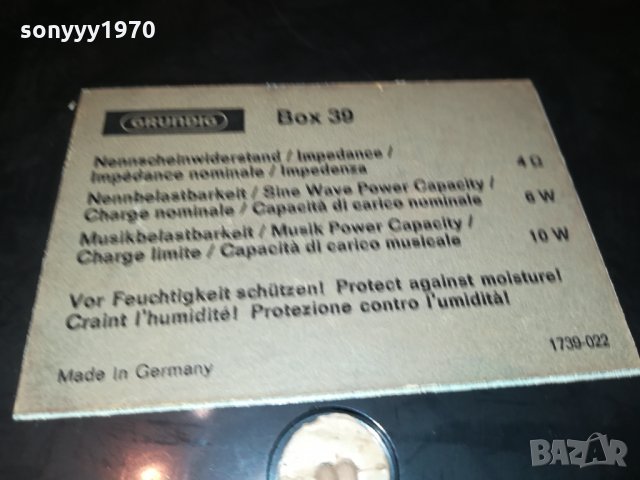 sonyyy1970
GRUNDIG Box 39
Nennscheinwiderstand / Impedance /
Impédance nominale / Impedenza 4 Ω
Nennbelastbarkeit / Sine Wave Power Capacity /
Charge nominale / Capacità di carico nominale 6 W
Musikbelastbarkeit / Musik Power Capacity /
Charge limite / Capacità di carico musicale 10 W
Vor Feuchtigkeit schützen! Protect against moisture!
Craint l'humidité! Protezione contro l'umidità!
1739-022
Made in Germany
BAZAR